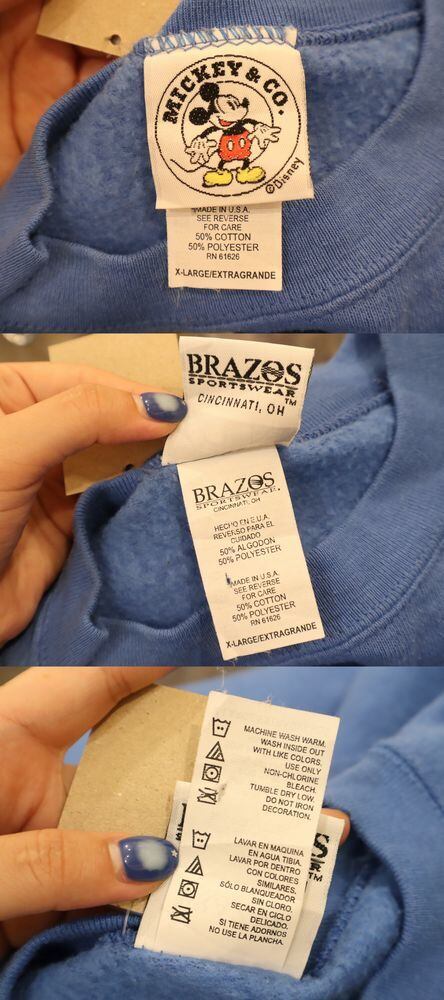 MICKEY & CO.
©Disney
MADE IN U.S.A.
SEE REVERSE
FOR CARE
50% COTTON
50% POLYESTER
RN 61626
X-LARGE/EXTRAGRANDE
BRAZOS
SPORTSWEAR™
CINCINNATI, OH
BRAZOS
SPORTSWEAR.
CINCINNATI, OH
HECHO EN E.U.A.
REVERSO PARA EL
CUIDADO
50% ALGODON
50% POLYESTER
MADE IN U.S.A.
SEE REVERSE
FOR CARE
50% COTTON
50% POLYESTER
RN 61626
X-LARGE/EXTRAGRANDE
MACHINE WASH WARM.
WASH INSIDE OUT
WITH LIKE COLORS.
USE ONLY
NON-CHLORINE
BLEACH.
TUMBLE DRY LOW.
DO NOT IRON
DECORATION.
LAVAR EN MAQUINA
EN AGUA TIBIA.
LAVAR POR DENTRO
CON COLORES
SIMILARES.
SÓLO BLANQUEADOR
SIN CLORO.
SECAR EN CICLO
DELICADO.
SI TIENE ADORNOS
NO USE LA PLANCHA.
S
R™